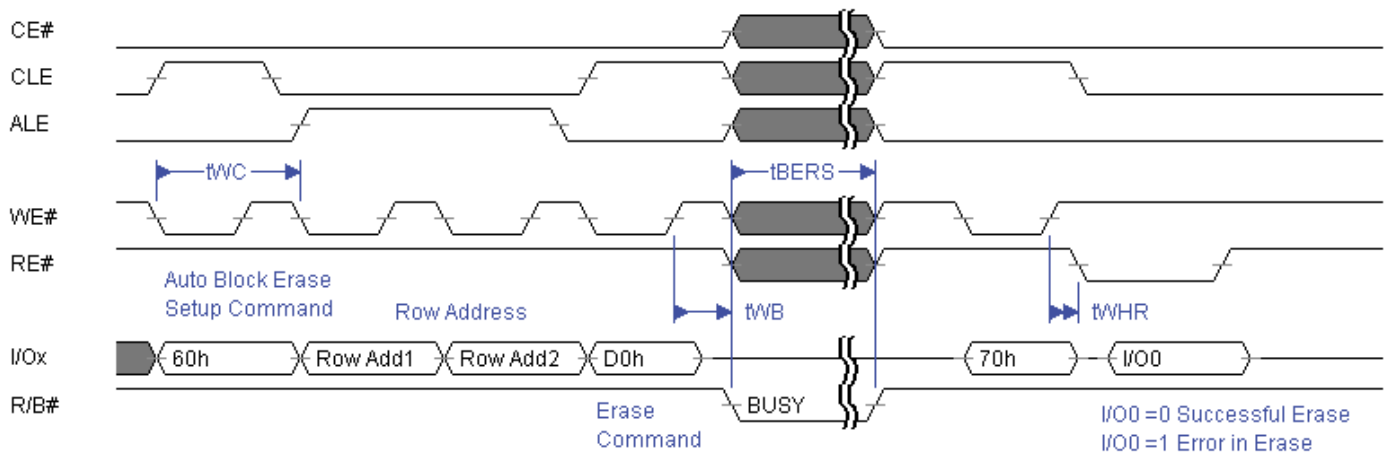 CE#
CLE
ALE
tWC
tBERS
WE#
RE#
Auto Block Erase
Setup Command
Row Address
tWB
tWHR
I/Ox
60h
Row Add1
Row Add2
D0h
70h
I/O0
R/B#
BUSY
Erase
Command
I/O0 =0 Successful Erase
I/O0 =1 Error in Erase